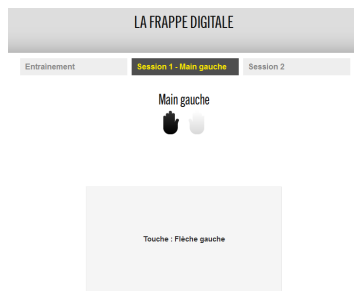 LA FRAPPE DIGITALE
Entrainement
Session 1 - Main gauche
Session 2
Main gauche
Touche : Flèche gauche